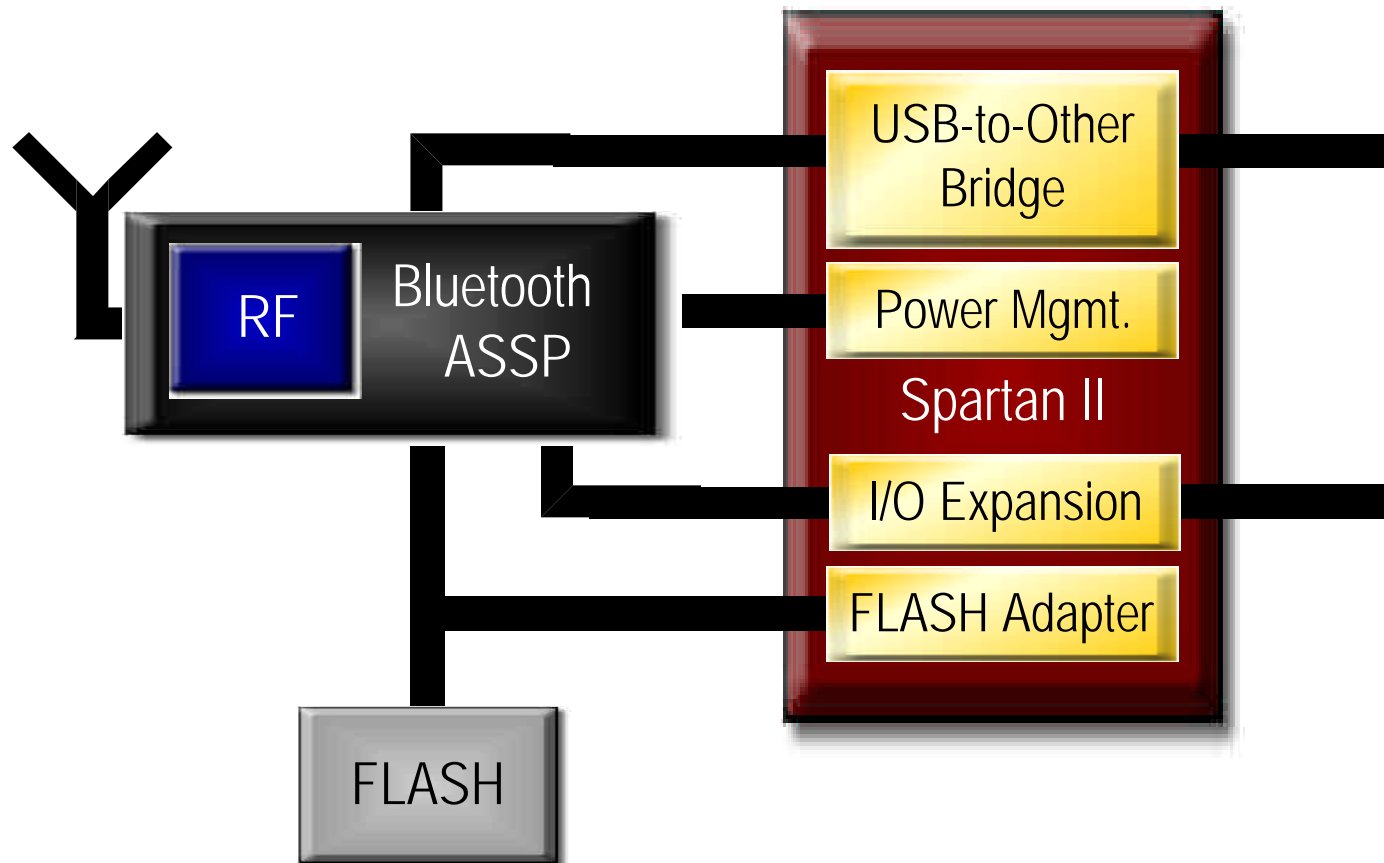 USB-to-Other
Bridge
RF
Bluetooth
ASSP
Power Mgmt.
Spartan II
I/O Expansion
FLASH Adapter
FLASH